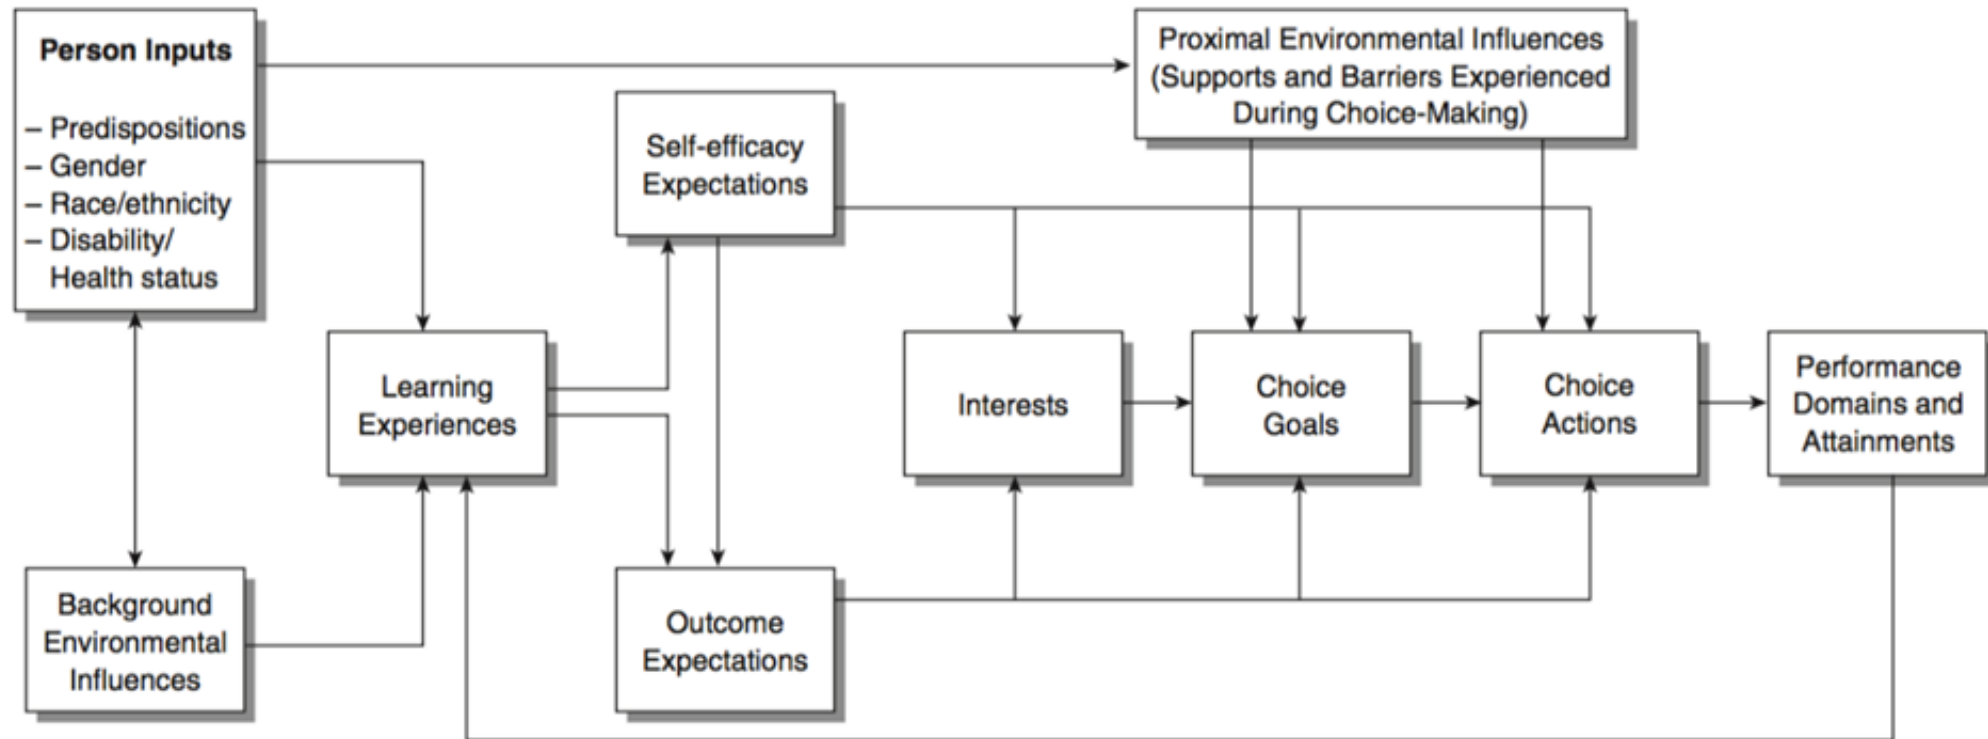 Person Inputs
– Predispositions
– Gender
– Race/ethnicity
– Disability/
Health status
Proximal Environmental Influences
(Supports and Barriers Experienced
During Choice-Making)
Self-efficacy
Expectations
Learning
Experiences
Interests
Choice
Goals
Choice
Actions
Performance
Domains and
Attainments
Background
Environmental
Influences
Outcome
Expectations